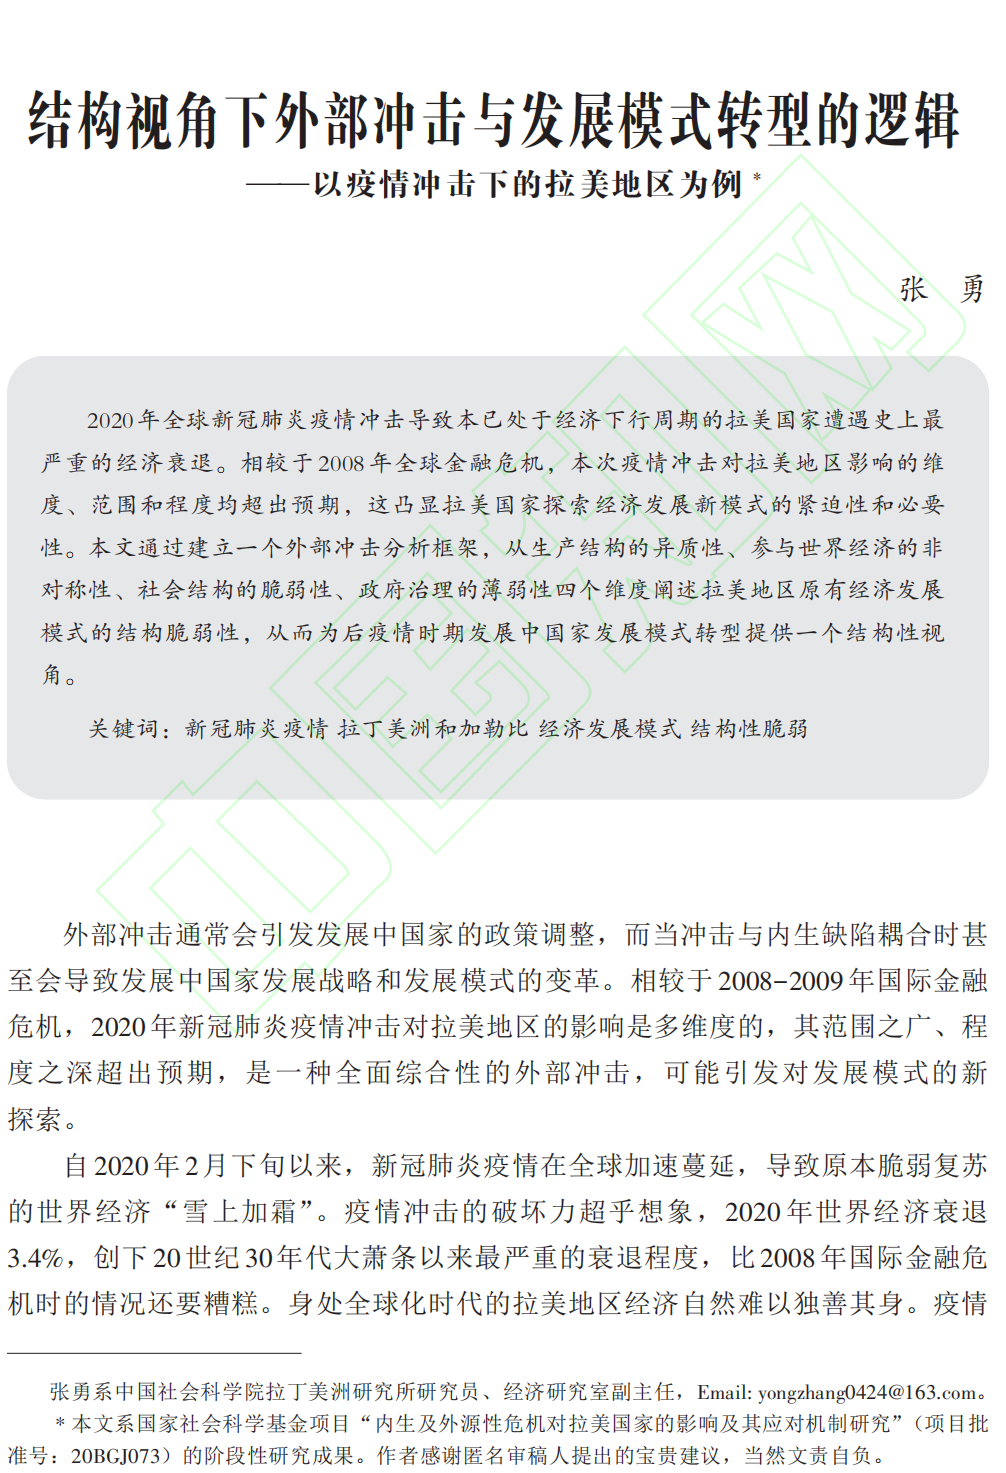 结构视角下外部冲击与发展模式转型的逻辑
——以疫情冲击下的拉美地区为例 *
张　勇
2020 年全球新冠肺炎疫情冲击导致本已处于经济下行周期的拉美国家遭遇史上最
严重的经济衰退。相较于 2008 年全球金融危机，本次疫情冲击对拉美地区影响的维
度、范围和程度均超出预期，这凸显拉美国家探索经济发展新模式的紧迫性和必要
性。本文通过建立一个外部冲击分析框架，从生产结构的异质性、参与世界经济的非
对称性、社会结构的脆弱性、政府治理的薄弱性四个维度阐述拉美地区原有经济发展
模式的结构脆弱性，从而为后疫情时期发展中国家发展模式转型提供一个结构性视
角。
关键词：新冠肺炎疫情 拉丁美洲和加勒比 经济发展模式 结构性脆弱
外部冲击通常会引发发展中国家的政策调整，而当冲击与内生缺陷耦合时甚
至会导致发展中国家发展战略和发展模式的变革。相较于 2008-2009 年国际金融
危机，2020 年新冠肺炎疫情冲击对拉美地区的影响是多维度的，其范围之广、程
度之深超出预期，是一种全面综合性的外部冲击，可能引发对发展模式的新
探索。
自 2020 年 2 月下旬以来，新冠肺炎疫情在全球加速蔓延，导致原本脆弱复苏
的世界经济“雪上加霜”。疫情冲击的破坏力超乎想象，2020 年世界经济衰退
3.4%，创下 20 世纪 30 年代大萧条以来最严重的衰退程度，比 2008 年国际金融危
机时的情况还要糟糕。身处全球化时代的拉美地区经济自然难以独善其身。疫情
张勇系中国社会科学院拉丁美洲研究所研究员、经济研究室副主任，Email: yongzhang0424@163.com。
* 本文系国家社会科学基金项目“内生及外源性危机对拉美国家的影响及其应对机制研究”（项目批
准号：20BGJ073）的阶段性研究成果。作者感谢匿名审稿人提出的宝贵建议，当然文责自负。
中国知网